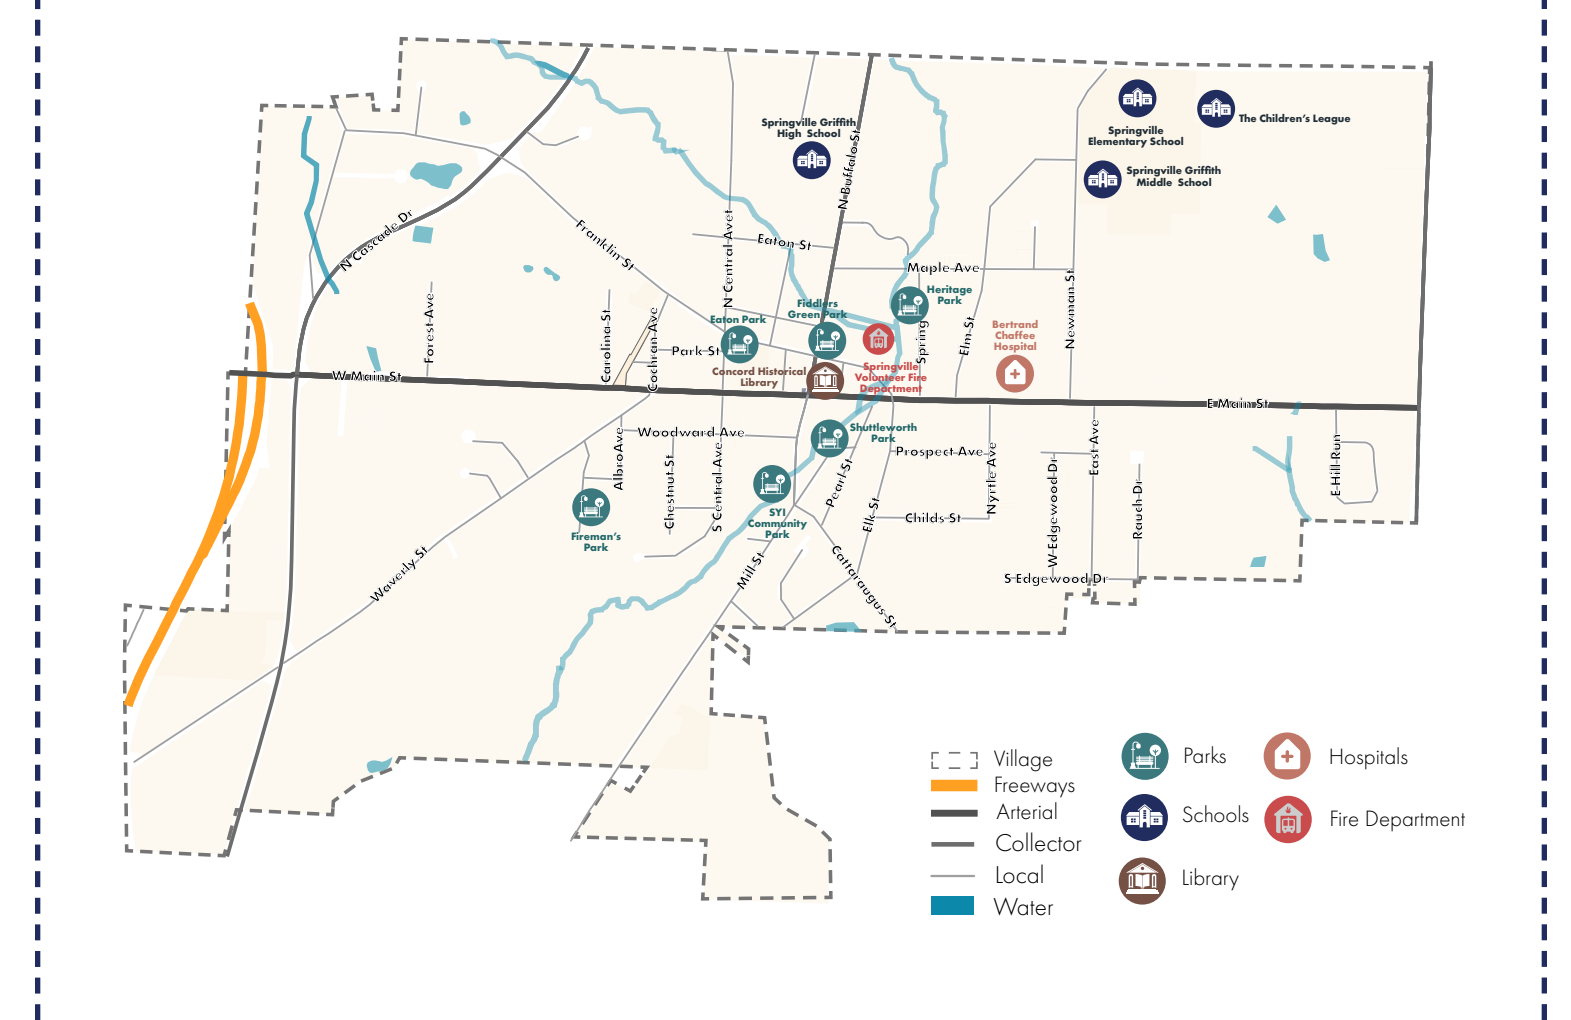 Springville Griffith
High School
N Buffalo St
Springville
Elementary School
The Children's League
Springville Griffith
Middle School
N Cascade Dr
Franklin St
N Central Avet
Eaton St
Maple Ave
Heritage
Park
Newman St
Forest Ave
Carolina St
Cochran Ave
Park St
Eaton Park
Fiddlers
Green Park
Spring
Elm St
Bertrand
Chaffee
Hospital
Concord Historical
Library
Springville
Volunteer Fire
Department
W Main St
E Main St
Woodward Ave
Shuttleworth
Park
Albro Ave
Chestnut St
S Central Ave
Pearl St
Elk St
Prospect Ave
Myrtle Ave
Childs St
East Ave
W Edgewood Dr
Rauch Dr
E Hill Run
Fireman's
Park
SYI
Community
Park
Waverly St
Mill St
Cattaraugus St
S Edgewood Dr
Village
Freeways
Arterial
Collector
Local
Water
Parks
Schools
Library
Hospitals
Fire Department